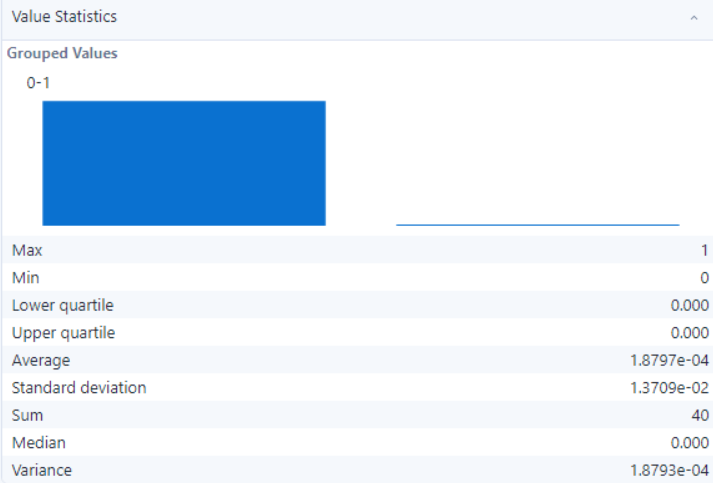 Value Statistics
Grouped Values
0-1
Max 1
Min 0
Lower quartile 0.000
Upper quartile 0.000
Average 1.8797e-04
Standard deviation 1.3709e-02
Sum 40
Median 0.000
Variance 1.8793e-04